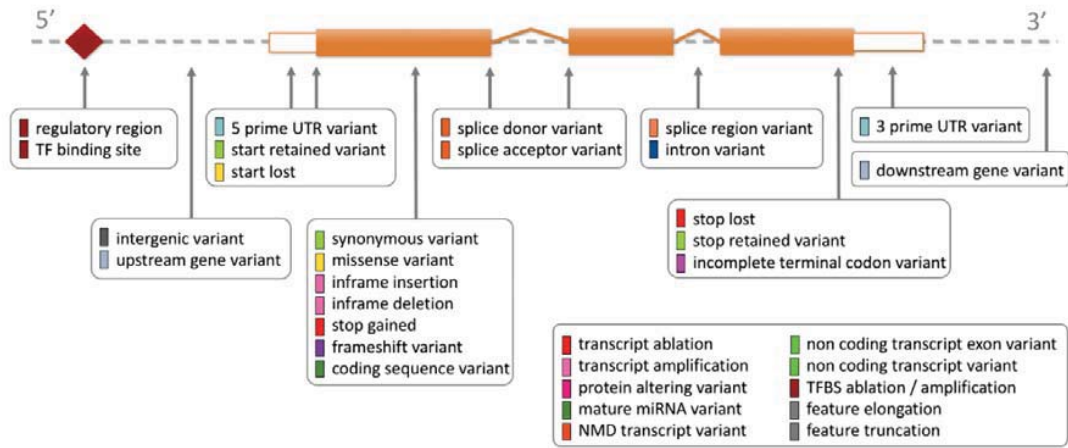 5′
3′
regulatory region
TF binding site
5 prime UTR variant
start retained variant
start lost
splice donor variant
splice acceptor variant
splice region variant
intron variant
3 prime UTR variant
downstream gene variant
intergenic variant
upstream gene variant
synonymous variant
missense variant
inframe insertion
inframe deletion
stop gained
frameshift variant
coding sequence variant
stop lost
stop retained variant
incomplete terminal codon variant
transcript ablation
transcript amplification
protein altering variant
mature miRNA variant
NMD transcript variant
non coding transcript exon variant
non coding transcript variant
TFBS ablation / amplification
feature elongation
feature truncation